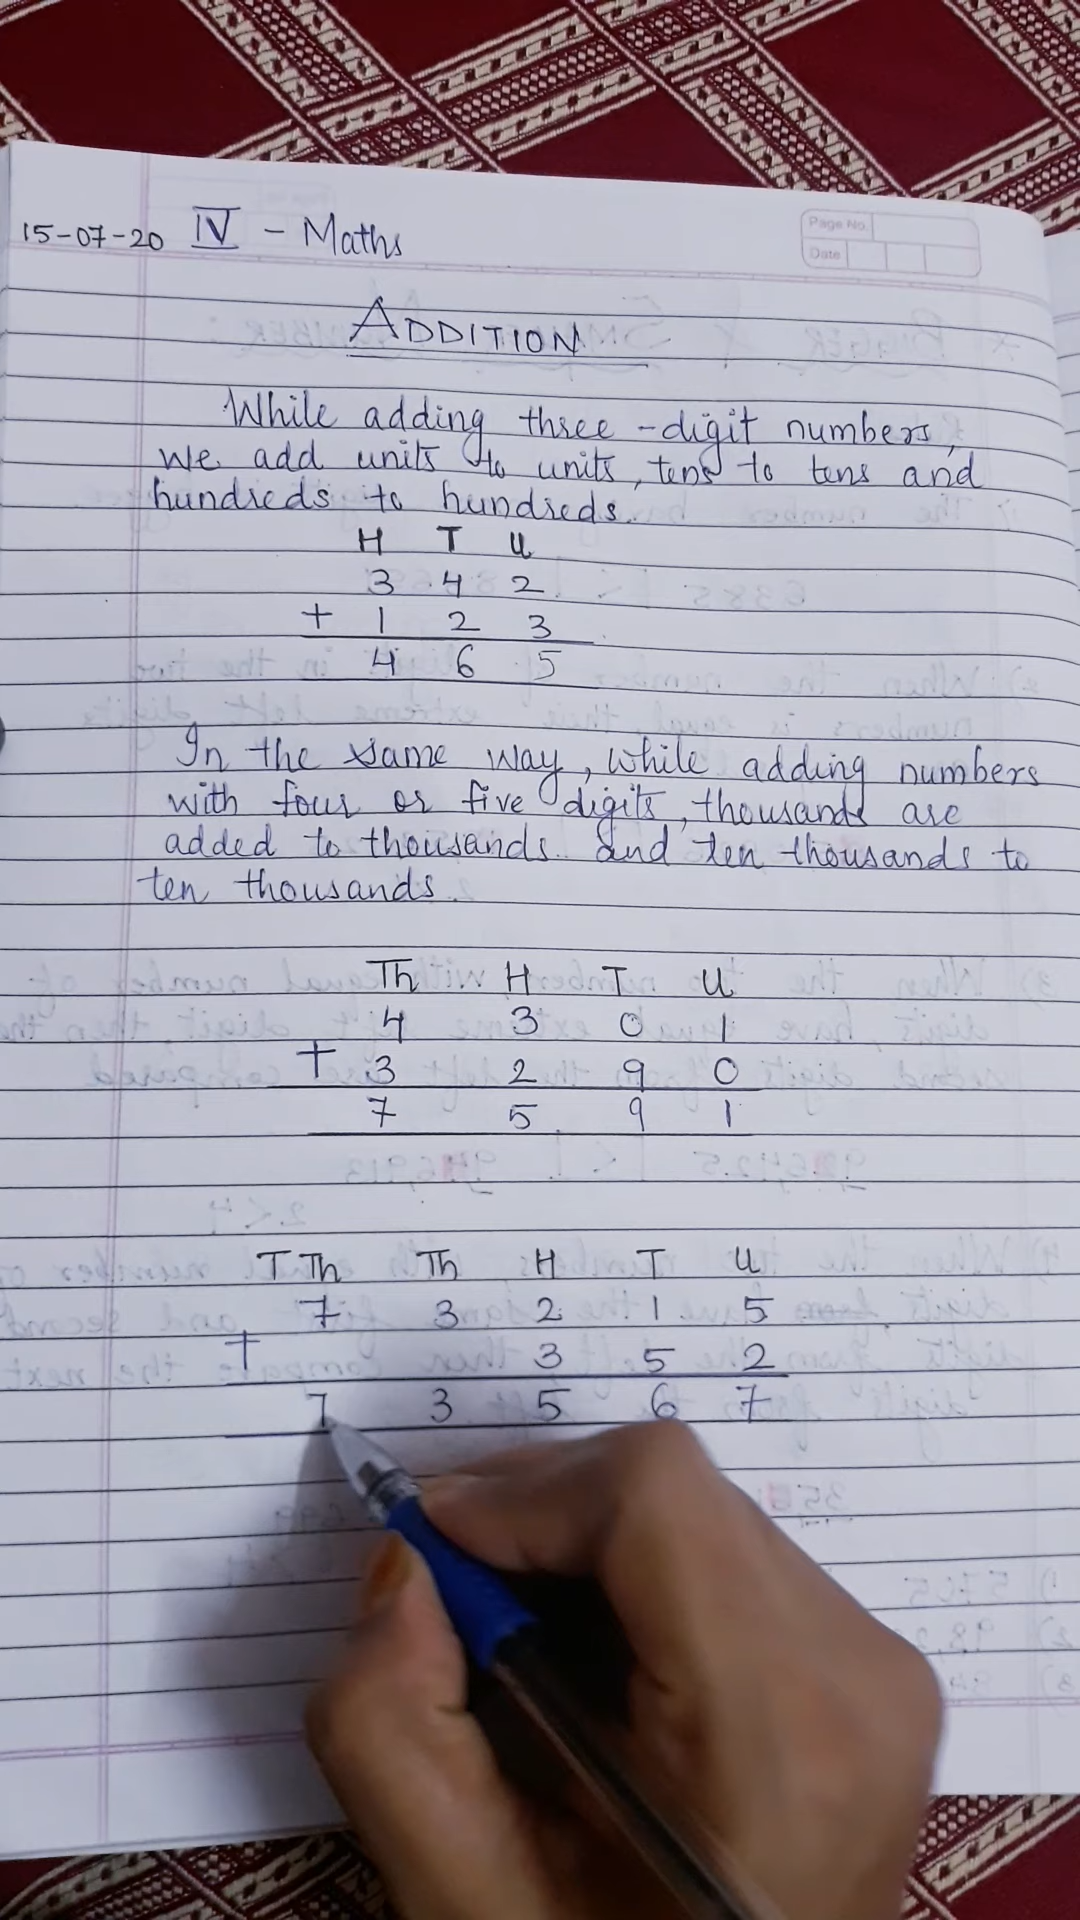 15-07-20 IV - Maths
Page No.
Date
ADDITION
While adding three-digit numbers,
we add units to units, tens to tens and
hundreds to hundreds.
H T U
3 4 2
+ 1 2 3
4 6 5
In the same way, while adding numbers
with four or five digits, thousands are
added to thousands and ten thousands to
ten thousands.
Th H T U
4 3 0 1
+ 3 2 9 0
7 5 9 1
T Th Th H T U
7 3 2 1 5
+ 3 5 2
7 3 5 6 7